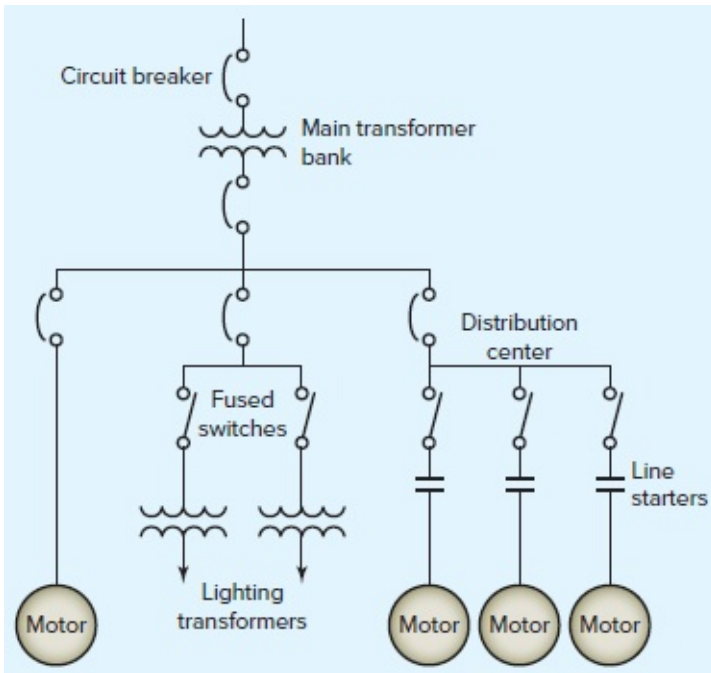 Circuit breaker
Main transformer
bank
Distribution
center
Fused
switches
Line
starters
Lighting
transformers
Motor
Motor
Motor
Motor